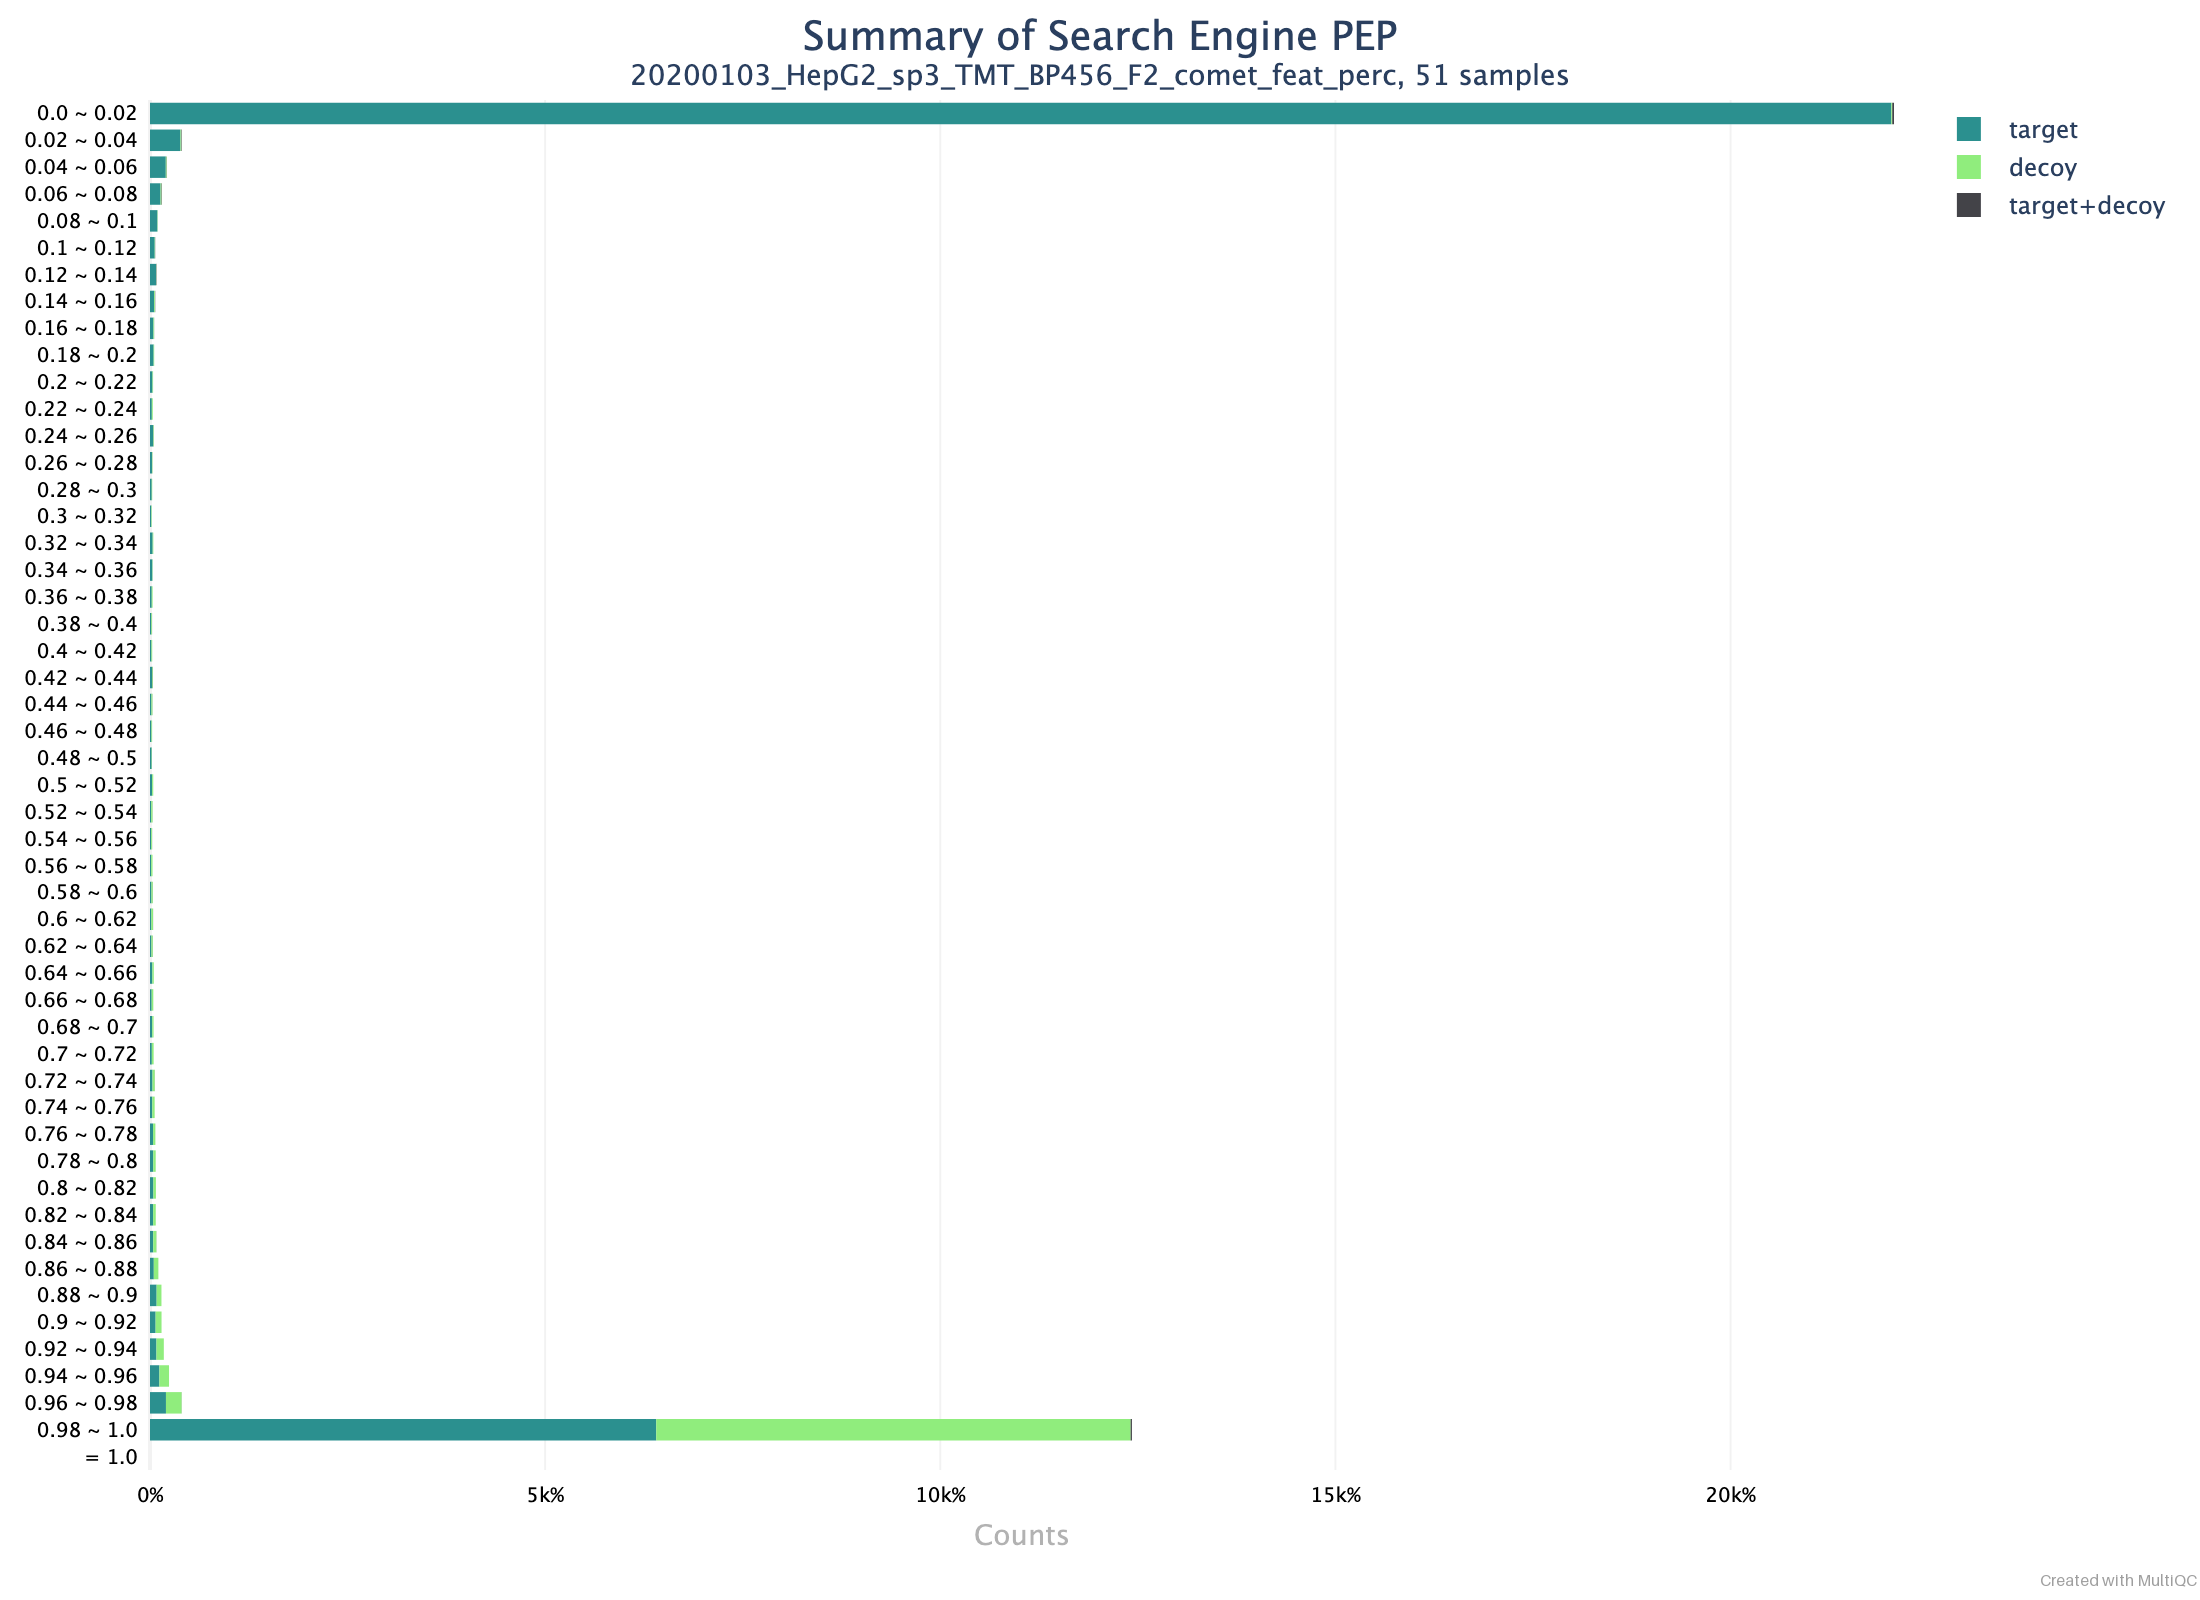 Summary of Search Engine PEP
20200103_HepG2_sp3_TMT_BP456_F2_comet_feat_perc, 51 samples
0.0 ~ 0.02
0.02 ~ 0.04
0.04 ~ 0.06
0.06 ~ 0.08
0.08 ~ 0.1
0.1 ~ 0.12
0.12 ~ 0.14
0.14 ~ 0.16
0.16 ~ 0.18
0.18 ~ 0.2
0.2 ~ 0.22
0.22 ~ 0.24
0.24 ~ 0.26
0.26 ~ 0.28
0.28 ~ 0.3
0.3 ~ 0.32
0.32 ~ 0.34
0.34 ~ 0.36
0.36 ~ 0.38
0.38 ~ 0.4
0.4 ~ 0.42
0.42 ~ 0.44
0.44 ~ 0.46
0.46 ~ 0.48
0.48 ~ 0.5
0.5 ~ 0.52
0.52 ~ 0.54
0.54 ~ 0.56
0.56 ~ 0.58
0.58 ~ 0.6
0.6 ~ 0.62
0.62 ~ 0.64
0.64 ~ 0.66
0.66 ~ 0.68
0.68 ~ 0.7
0.7 ~ 0.72
0.72 ~ 0.74
0.74 ~ 0.76
0.76 ~ 0.78
0.78 ~ 0.8
0.8 ~ 0.82
0.82 ~ 0.84
0.84 ~ 0.86
0.86 ~ 0.88
0.88 ~ 0.9
0.9 ~ 0.92
0.92 ~ 0.94
0.94 ~ 0.96
0.96 ~ 0.98
0.98 ~ 1.0
= 1.0
0% 5k% 10k% 15k% 20k%
Counts
target
decoy
target+decoy
Created with MultiQC